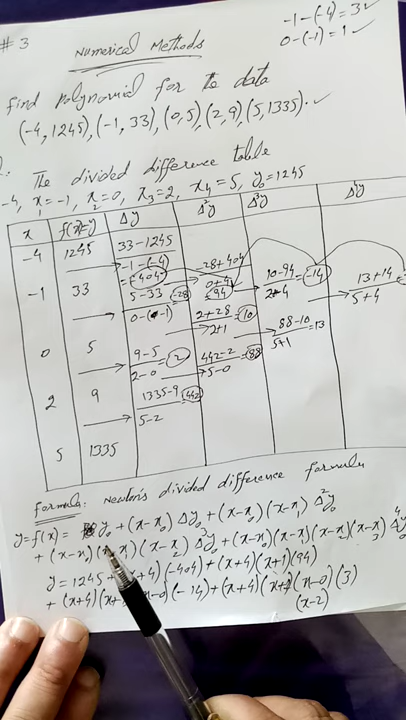 -1-(-4)=3✓
# 3
0-(-1)=1✓
Numerical Methods
Find Polynomial for the data
(-4,1245),(-1,33),(0,5),(2,9)(5,1335).✓
The divided difference table
-4, x₁=-1, x₂=0, x₃=2, x₄=5, y₀=1245
x f(x)=y Δy Δ²y Δ³y Δ⁴y
-4 1245 33-1245
-1-(-4) -28+404
=-404 0+4 10-94 =-14 13+14
-1 33 5-33 =-28 =94 2+4 5+4
0-(-1) 2+28 =10
2+1 88-10 =13
0 5 9-5 =2 442-2 =88 5+1
2-0 5-0
2 9 1335-9 =442
5-2
5 1335
Formula: Newton's divided difference formula
y=f(x)= y₀+(x-x₀)Δy₀+(x-x₀)(x-x₁)Δ²y₀
+(x-x₀)(x-x₁)(x-x₂)Δ³y₀+(x-x₀)(x-x₁)(x-x₂)(x-x₃)Δ⁴y₀
y=1245+(x+4)(-404)+(x+4)(x+1)(94)
+(x+4)(x+1)(x-0)(-14)+(x+4)(x+1)(x-0)(3)
(x-2)